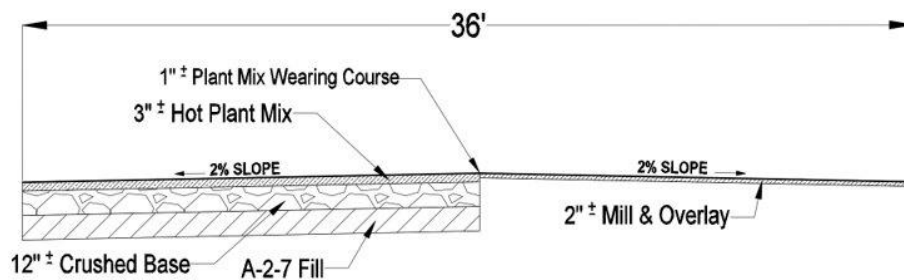 36'
1" ± Plant Mix Wearing Course
3" ± Hot Plant Mix
2% SLOPE
2% SLOPE
2" ± Mill & Overlay
12" ± Crushed Base
A-2-7 Fill